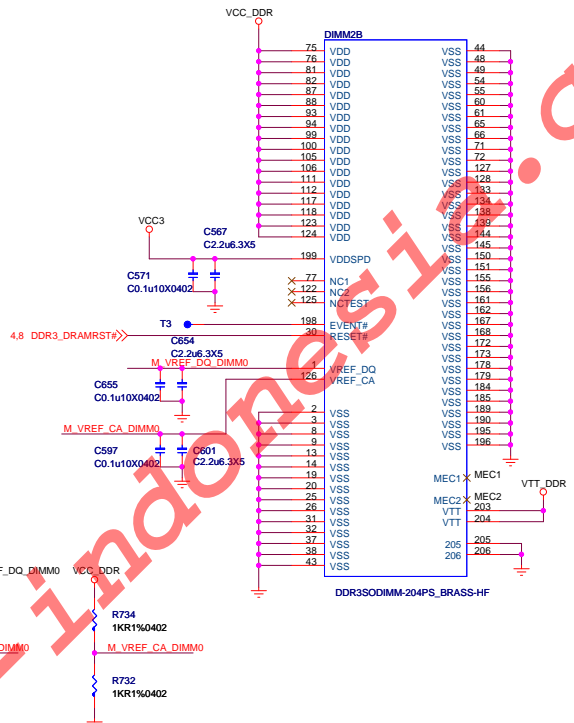 VCC_DDR
DIMM2B
75 VDD VSS 44
76 VDD VSS 48
81 VDD VSS 49
82 VDD VSS 54
87 VDD VSS 55
88 VDD VSS 60
93 VDD VSS 61
94 VDD VSS 65
99 VDD VSS 66
100 VDD VSS 71
105 VDD VSS 72
106 VDD VSS 127
111 VDD VSS 128
112 VDD VSS 133
117 VDD VSS 134
118 VDD VSS 138
123 VDD VSS 139
124 VDD VSS 144
VSS 145
VCC3
C567
C2.2u6.3X5
199 VDDSPD VSS 150
VSS 151
C571
C0.1u10X0402
77 NC1 VSS 155
122 NC2 VSS 156
125 NCTEST VSS 161
VSS 162
T3
198 EVENT# VSS 167
4,8 DDR3_DRAMRST#
30 RESET# VSS 168
C654
C2.2u6.3X5
VSS 172
VSS 173
M_VREF_DQ_DIMM0
1 VREF_DQ VSS 178
126 VREF_CA VSS 179
C655
C0.1u10X0402
VSS 184
VSS 185
2 VSS VSS 189
3 VSS VSS 190
8 VSS VSS 195
9 VSS VSS 196
M_VREF_CA_DIMM0
C597
C0.1u10X0402
C601
C2.2u6.3X5
13 VSS
14 VSS
19 VSS MEC1 MEC1
20 VSS
25 VSS MEC2 MEC2
26 VSS VTT 203
31 VSS VTT 204
VTT_DDR
32 VSS
37 VSS 205 205
38 VSS 206 206
43 VSS
DDR3SODIMM-204PS_BRASS-HF
F_DQ_DIMM0 VCC_DDR
R734
1KR1%0402
DIMM0
M_VREF_CA_DIMM0
R732
1KR1%0402
indonesia.c